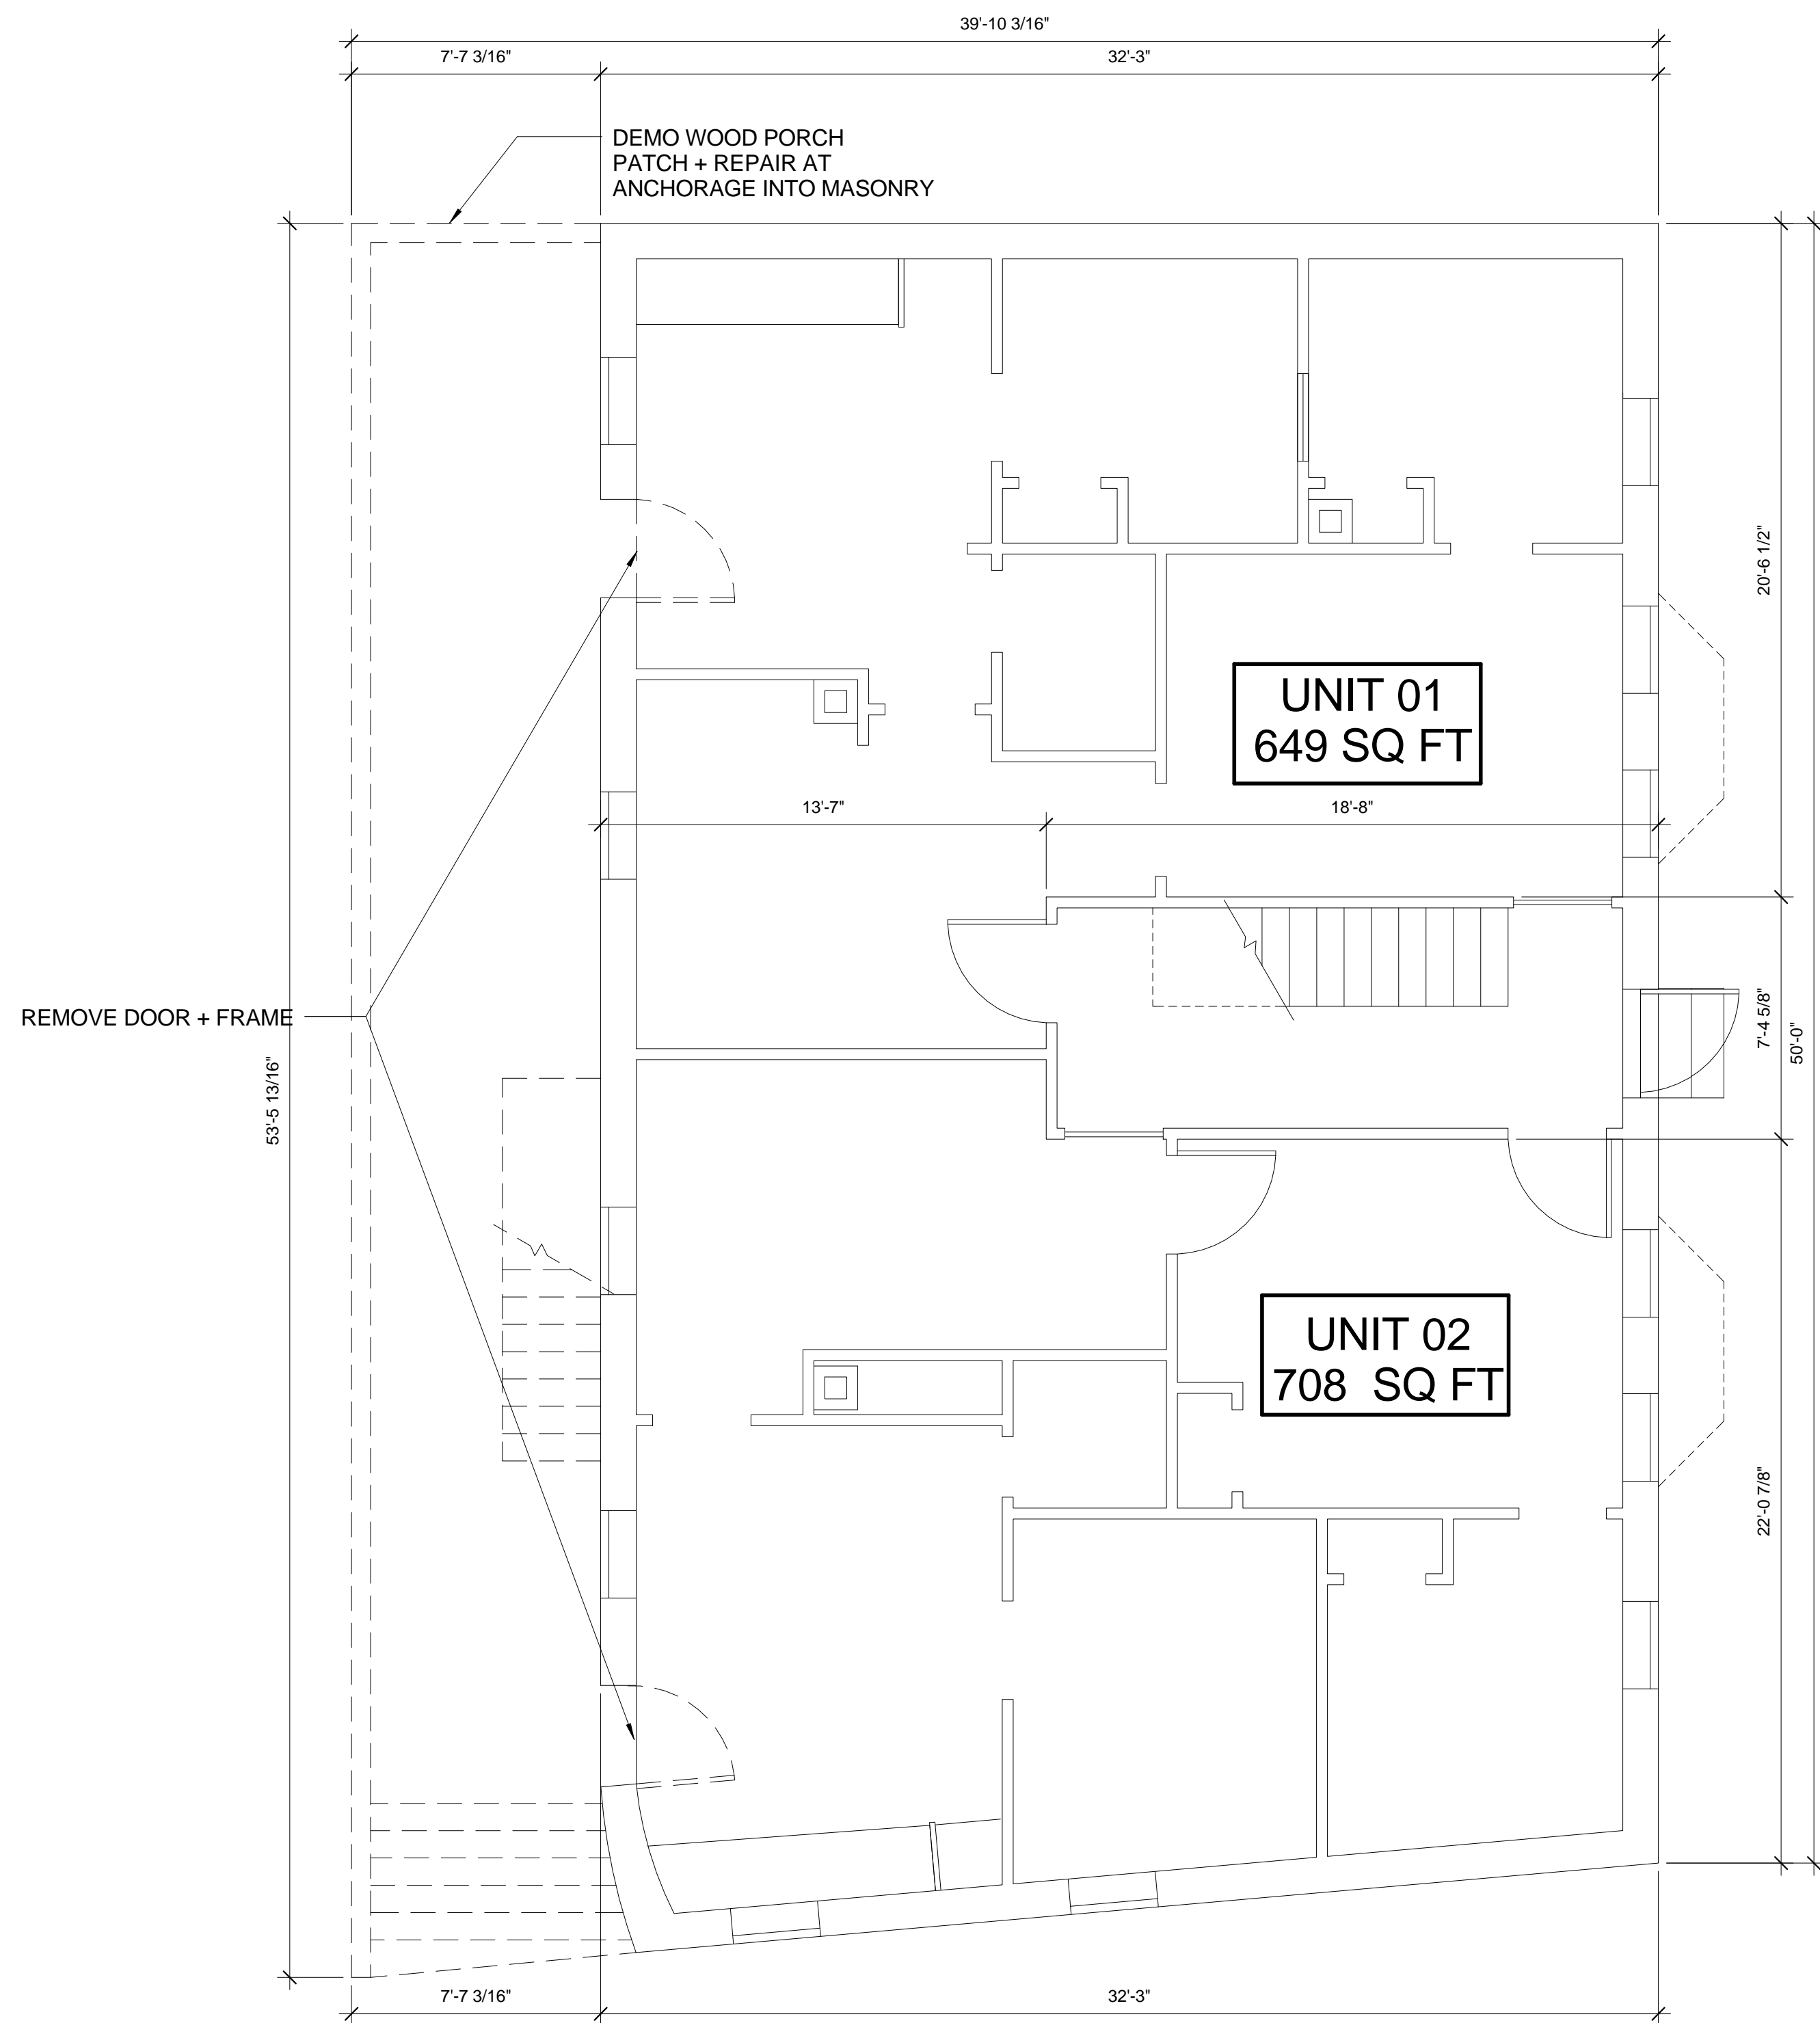 39'-10 3/16"
7'-7 3/16"
32'-3"
DEMO WOOD PORCH
PATCH + REPAIR AT
ANCHORAGE INTO MASONRY
20'-6 1/2"
UNIT 01
649 SQ FT
13'-7"
18'-8"
REMOVE DOOR + FRAME
7'-4 5/8"
50'-0"
53'-5 13/16"
UNIT 02
708 SQ FT
22'-0 7/8"
7'-7 3/16"
32'-3"